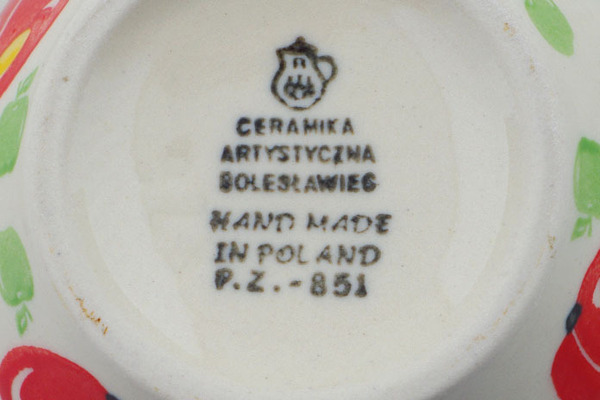 CERAMIKA
ARTYSTYCZNA
BOLESŁAWIEC
HAND MADE
IN POLAND
P.Z.-851